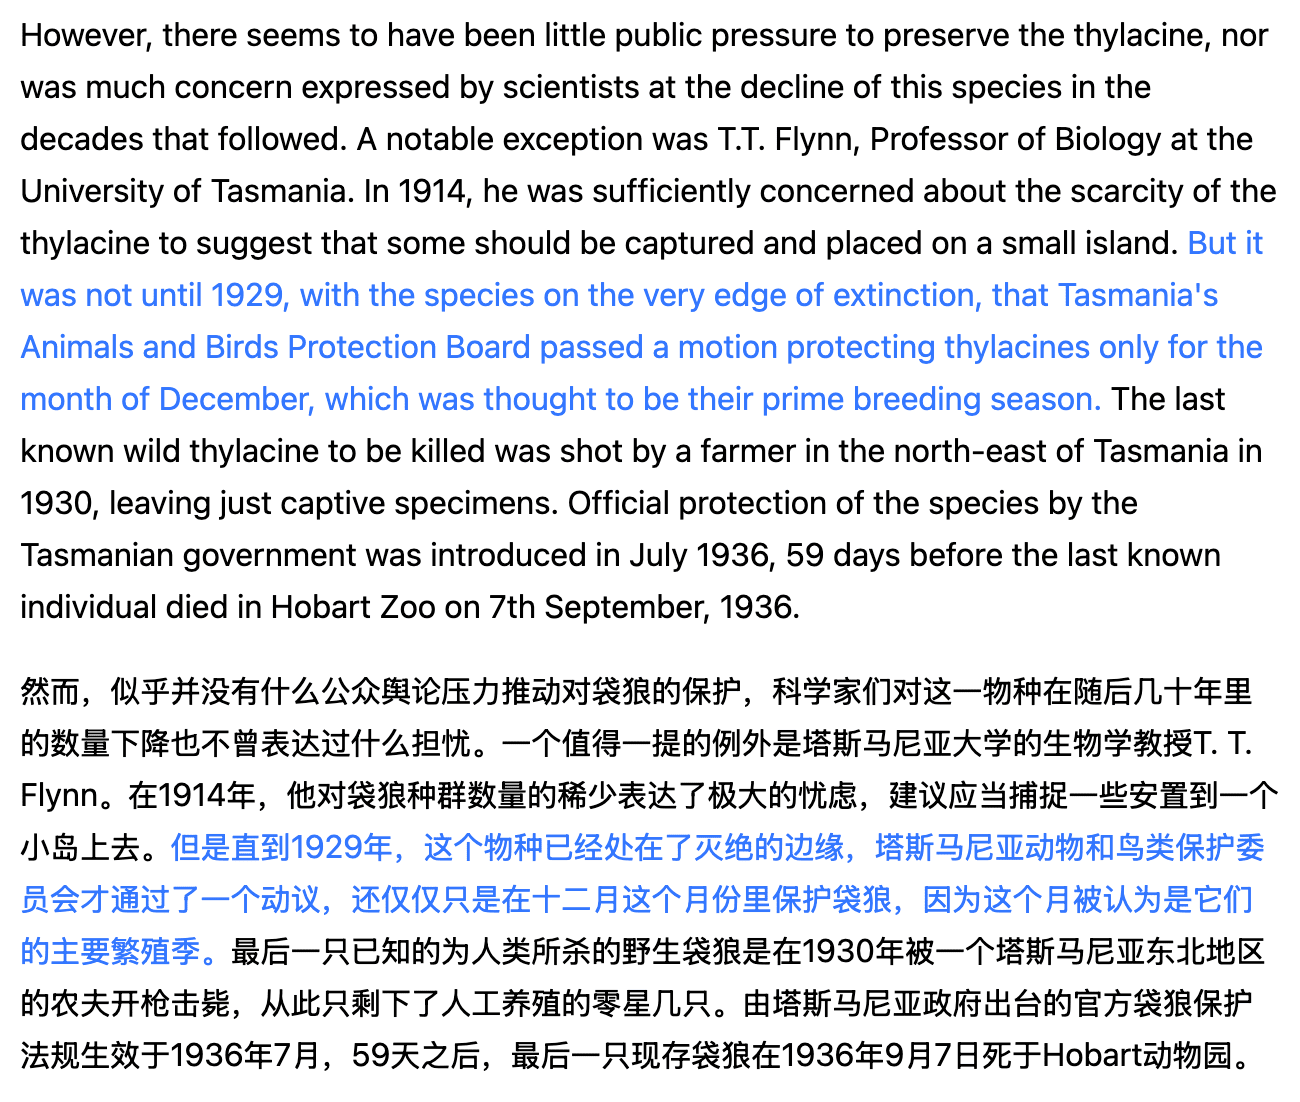 However, there seems to have been little public pressure to preserve the thylacine, nor
was much concern expressed by scientists at the decline of this species in the
decades that followed. A notable exception was T.T. Flynn, Professor of Biology at the
University of Tasmania. In 1914, he was sufficiently concerned about the scarcity of the
thylacine to suggest that some should be captured and placed on a small island. But it
was not until 1929, with the species on the very edge of extinction, that Tasmania's
Animals and Birds Protection Board passed a motion protecting thylacines only for the
month of December, which was thought to be their prime breeding season. The last
known wild thylacine to be killed was shot by a farmer in the north-east of Tasmania in
1930, leaving just captive specimens. Official protection of the species by the
Tasmanian government was introduced in July 1936, 59 days before the last known
individual died in Hobart Zoo on 7th September, 1936.
然而，似乎并没有什么公众舆论压力推动对袋狼的保护，科学家们对这一物种在随后几十年里
的数量下降也不曾表达过什么担忧。一个值得一提的例外是塔斯马尼亚大学的生物学教授T. T.
Flynn。在1914年，他对袋狼种群数量的稀少表达了极大的忧虑，建议应当捕捉一些安置到一个
小岛上去。但是直到1929年，这个物种已经处在了灭绝的边缘，塔斯马尼亚动物和鸟类保护委
员会才通过了一个动议，还仅仅只是在十二月这个月份里保护袋狼，因为这个月被认为是它们
的主要繁殖季。最后一只已知的为人类所杀的野生袋狼是在1930年被一个塔斯马尼亚东北地区
的农夫开枪击毙，从此只剩下了人工养殖的零星几只。由塔斯马尼亚政府出台的官方袋狼保护
法规生效于1936年7月，59天之后，最后一只现存袋狼在1936年9月7日死于Hobart动物园。